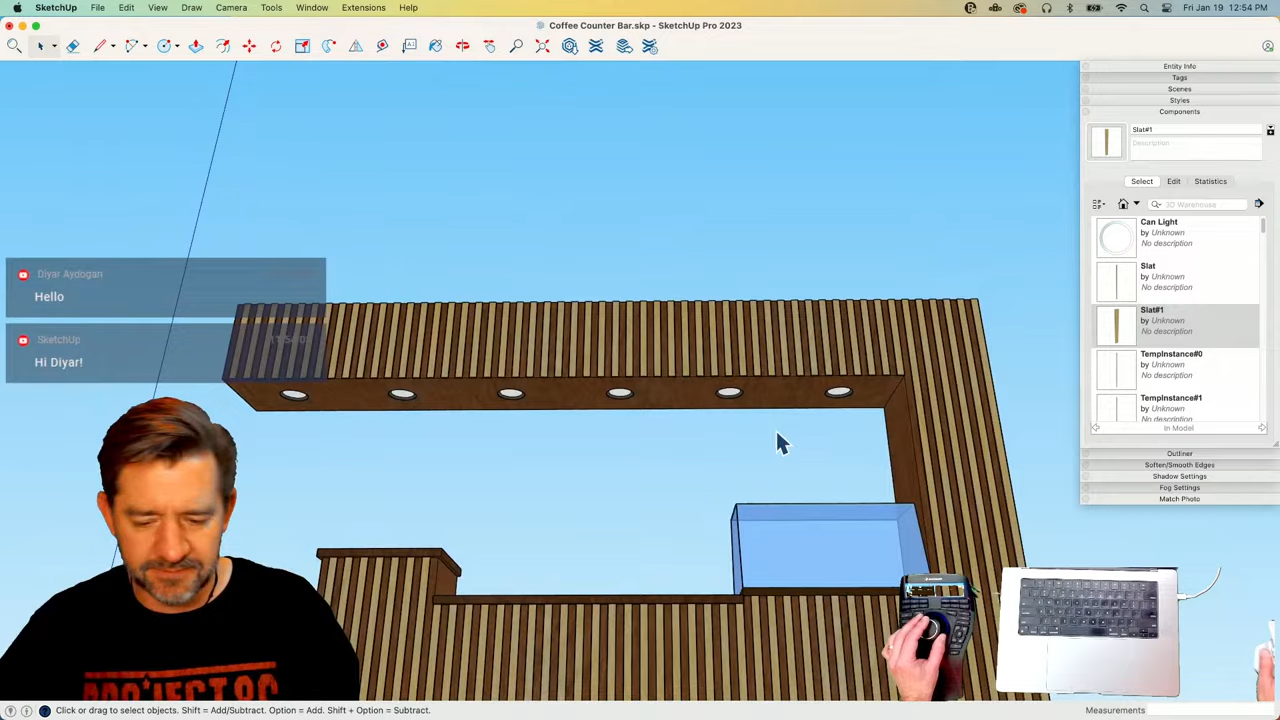 SketchUp File Edit View Draw Camera Tools Window Extensions Help
Fri Jan 19 12:54 PM
Coffee Counter Bar.skp - SketchUp Pro 2023
Entity Info
Tags
Scenes
Styles
Components
Slat#1
Description
Select Edit Statistics
3D Warehouse
Can Light
by Unknown
No description
Slat
by Unknown
No description
Slat#1
by Unknown
No description
TempInstance#0
by Unknown
No description
TempInstance#1
by Unknown
No description
In Model
Outliner
Soften/Smooth Edges
Shadow Settings
Fog Settings
Match Photo
Diyar Aydogan
Hello
SketchUp
Hi Diyar!
Click or drag to select objects. Shift = Add/Subtract. Option = Add. Shift + Option = Subtract.
Measurements